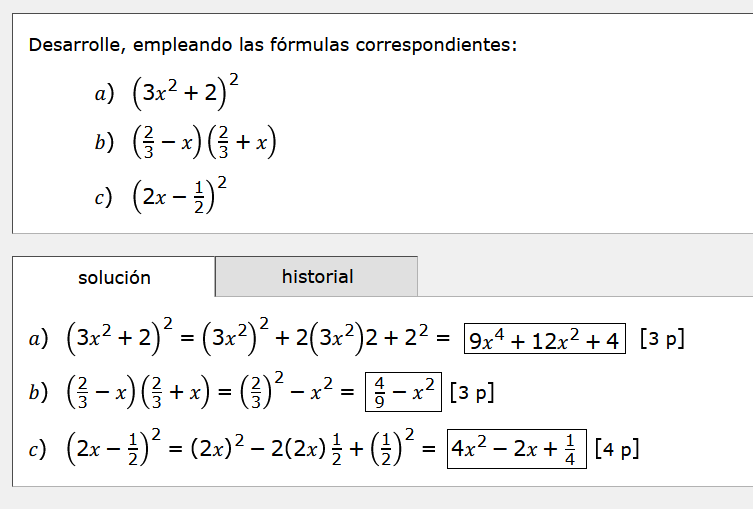 Desarrolle, empleando las fórmulas correspondientes:
a) (3x² + 2)²
b) (2/3 − x)(2/3 + x)
c) (2x − 1/2)²
solución historial
a) (3x² + 2)² = (3x²)² + 2(3x²)2 + 2² = 9x⁴ + 12x² + 4 [3 p]
b) (2/3 − x)(2/3 + x) = (2/3)² − x² = 4/9 − x² [3 p]
c) (2x − 1/2)² = (2x)² − 2(2x)1/2 + (1/2)² = 4x² − 2x + 1/4 [4 p]